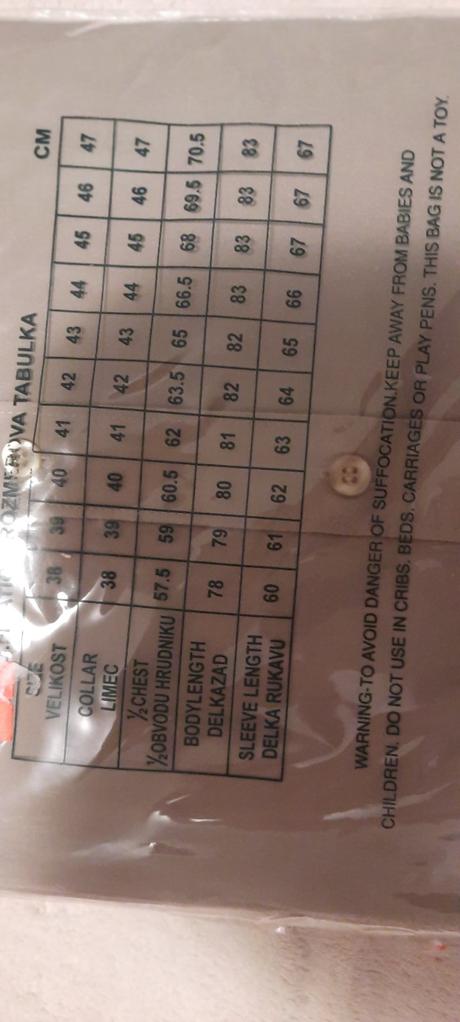 ROZMEROVA TABULKA CM
VELIKOST 38 39 40 41 42 43 44 45 46 47
COLLAR
LIMEC 38 39 40 41 42 43 44 45 46 47
½CHEST
½OBVODU HRUDNIKU 57.5 59 60.5 62 63.5 65 66.5 68 69.5 70.5
BODYLENGTH
DELKAZAD 78 79 80 81 82 82 83 83 83 83
SLEEVE LENGTH
DELKA RUKAVU 60 61 62 63 64 65 66 67 67 67
WARNING-TO AVOID DANGER OF SUFFOCATION.KEEP AWAY FROM BABIES AND
CHILDREN. DO NOT USE IN CRIBS. BEDS. CARRIAGES OR PLAY PENS. THIS BAG IS NOT A TOY.